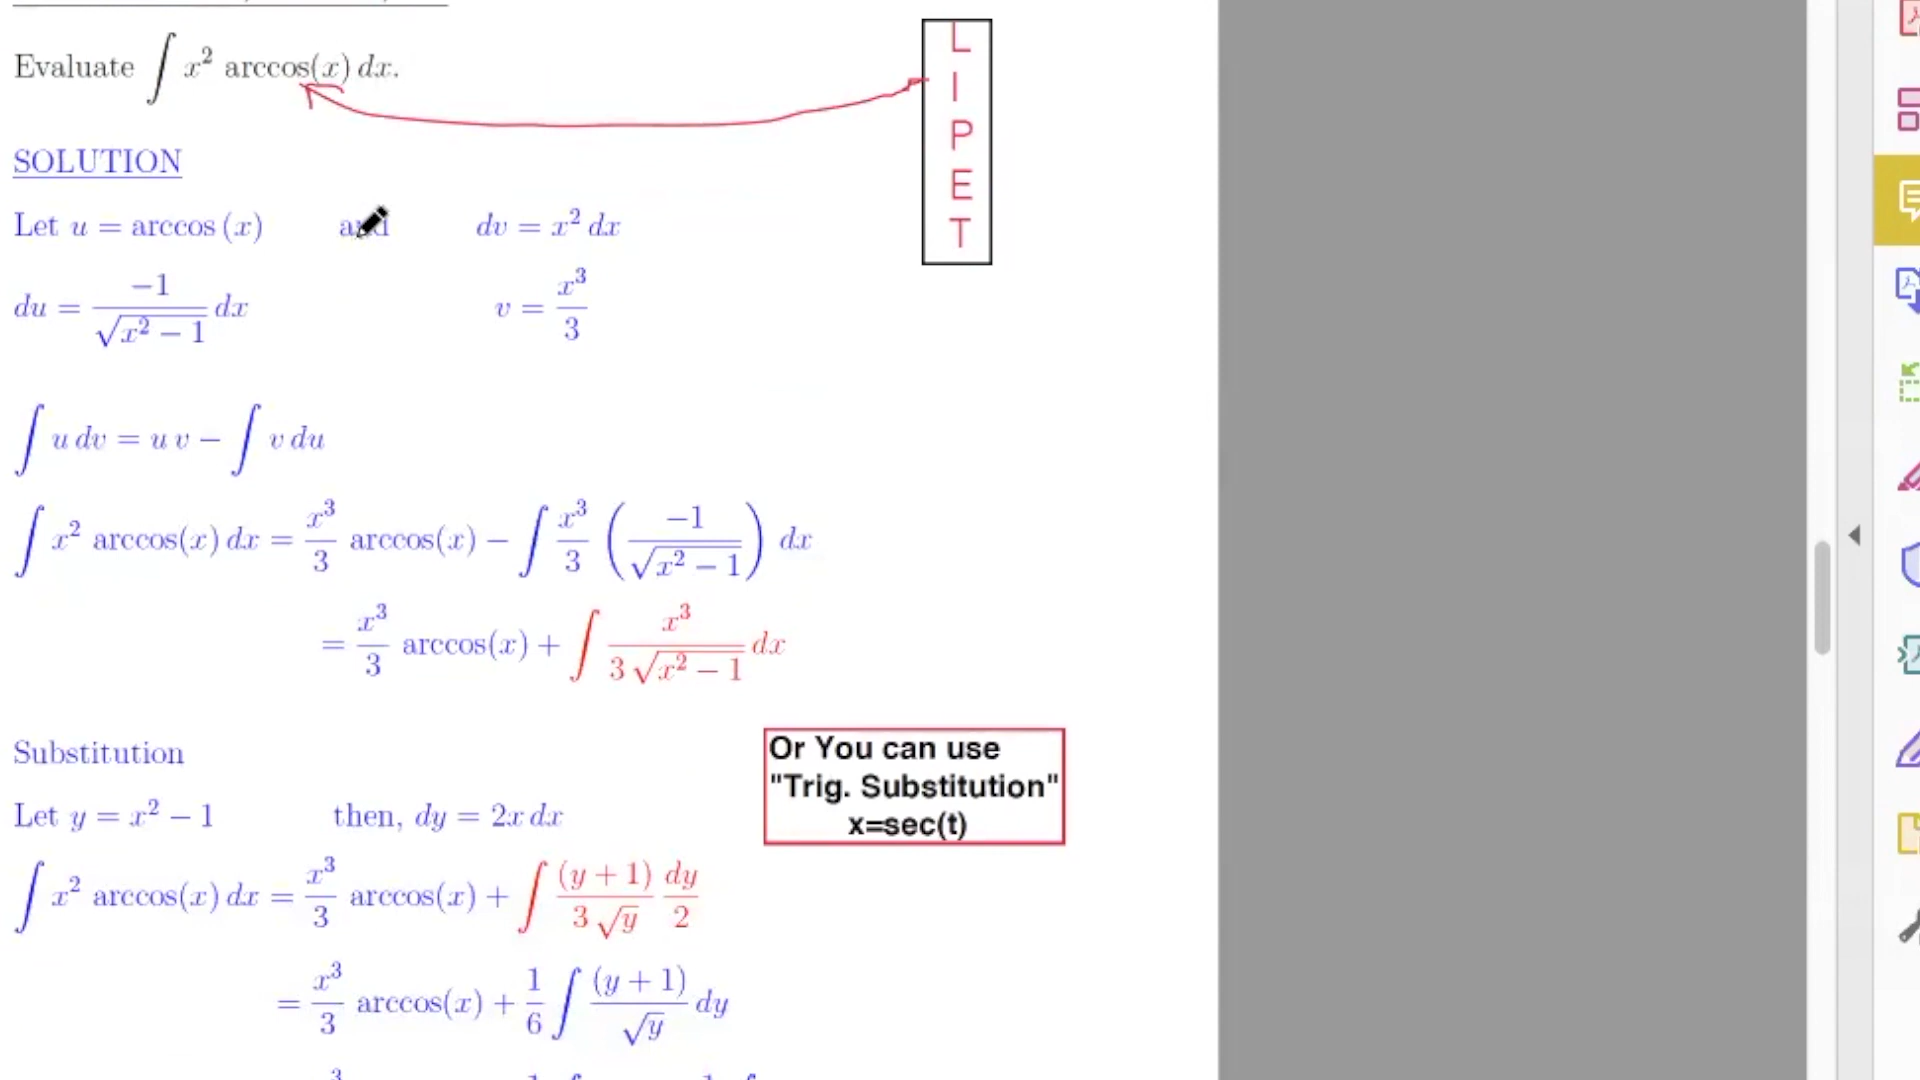 Evaluate ∫ x² arccos(x) dx.
L
I
P
E
T
SOLUTION
Let u = arccos (x) and dv = x² dx
du = −1/√(x² − 1) dx v = x³/3
∫ u dv = u v − ∫ v du
∫ x² arccos(x) dx = x³/3 arccos(x) − ∫ x³/3 (−1/√(x² − 1)) dx
= x³/3 arccos(x) + ∫ x³/(3 √(x² − 1)) dx
Or You can use
"Trig. Substitution"
x=sec(t)
Substitution
Let y = x² − 1 then, dy = 2x dx
∫ x² arccos(x) dx = x³/3 arccos(x) + ∫ (y + 1)/(3 √y) dy/2
= x³/3 arccos(x) + 1/6 ∫ (y + 1)/√y dy